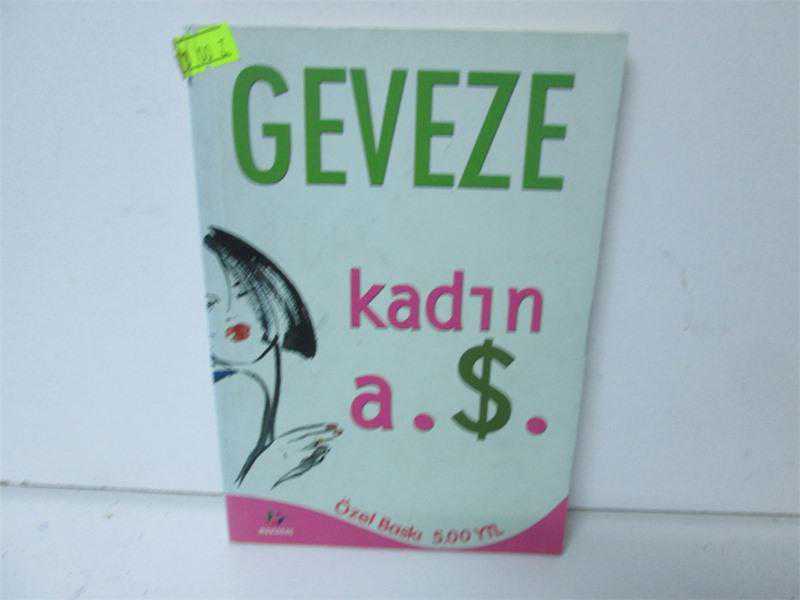 GEVEZE
kadın
a.$.
Özel Baskı 5.00 YTL